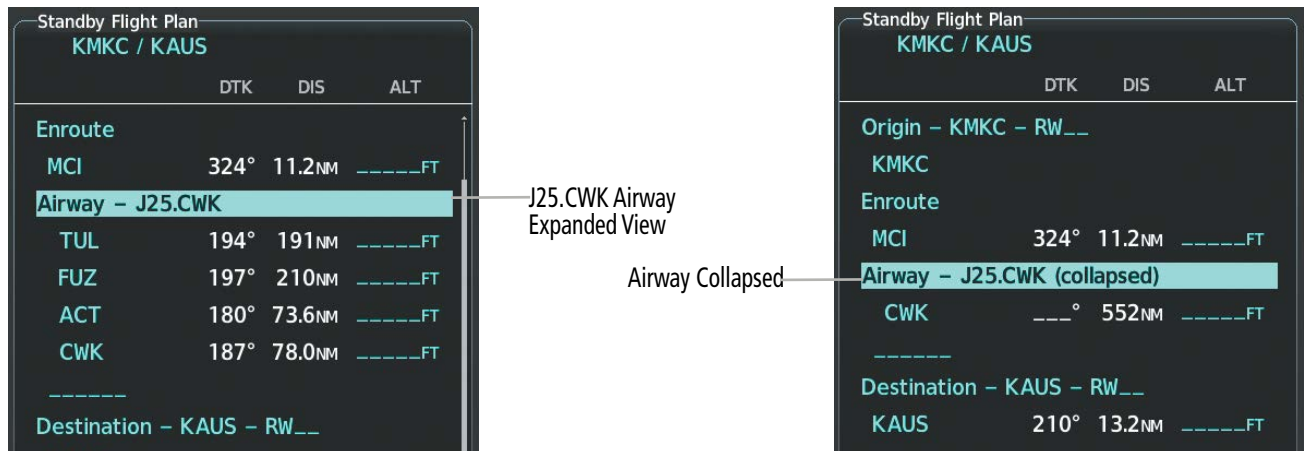 Standby Flight Plan
KMKC / KAUS
DTK DIS ALT
Enroute
MCI 324° 11.2NM _____FT
Airway – J25.CWK
TUL 194° 191NM _____FT
FUZ 197° 210NM _____FT
ACT 180° 73.6NM _____FT
CWK 187° 78.0NM _____FT
______
Destination – KAUS – RW__
J25.CWK Airway
Expanded View
Airway Collapsed
Standby Flight Plan
KMKC / KAUS
DTK DIS ALT
Origin – KMKC – RW__
KMKC
Enroute
MCI 324° 11.2NM _____FT
Airway – J25.CWK (collapsed)
CWK ___° 552NM _____FT
______
Destination – KAUS – RW__
KAUS 210° 13.2NM _____FT